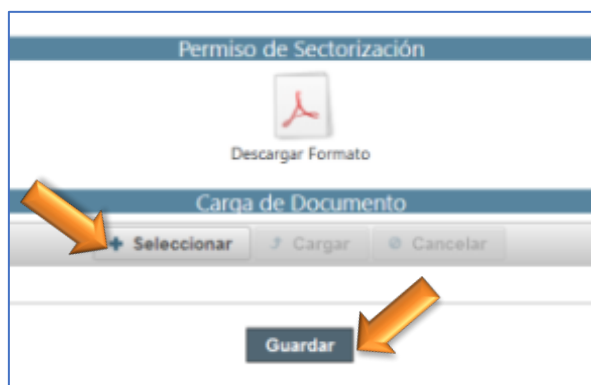 Permiso de Sectorización
Descargar Formato
Carga de Documento
+ Seleccionar Cargar Cancelar
Guardar